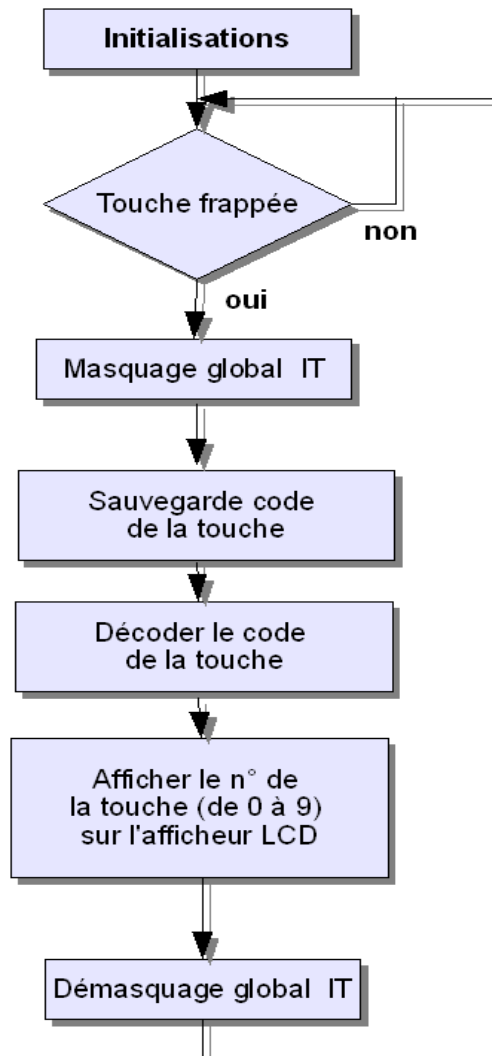 Initialisations
Touche frappée
non
oui
Masquage global IT
Sauvegarde code
de la touche
Décoder le code
de la touche
Afficher le n° de
la touche (de 0 à 9)
sur l'afficheur LCD
Démasquage global IT